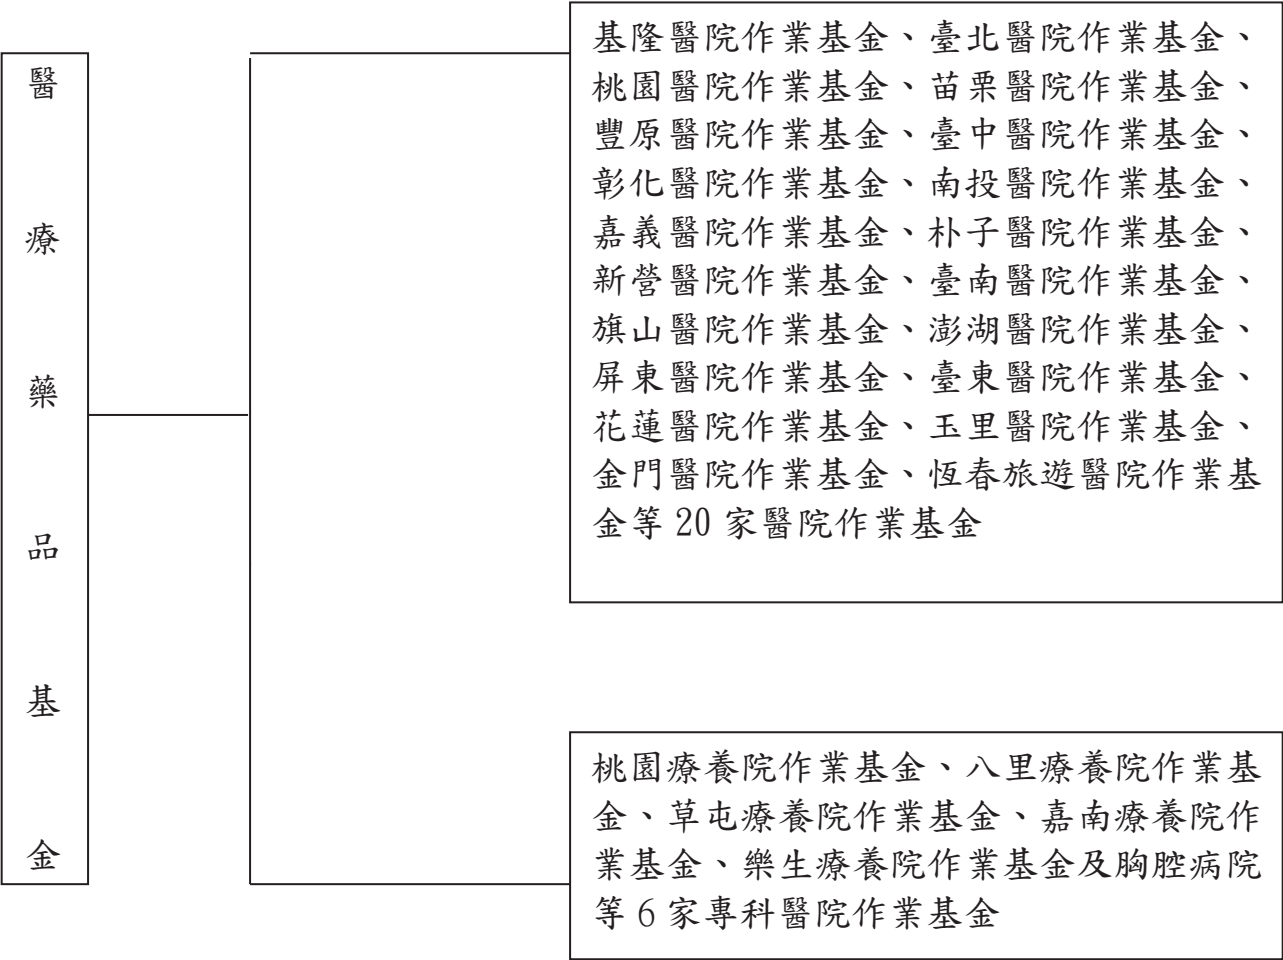 醫療藥品基金
基隆醫院作業基金、臺北醫院作業基金、
桃園醫院作業基金、苗栗醫院作業基金、
豐原醫院作業基金、臺中醫院作業基金、
彰化醫院作業基金、南投醫院作業基金、
嘉義醫院作業基金、朴子醫院作業基金、
新營醫院作業基金、臺南醫院作業基金、
旗山醫院作業基金、澎湖醫院作業基金、
屏東醫院作業基金、臺東醫院作業基金、
花蓮醫院作業基金、玉里醫院作業基金、
金門醫院作業基金、恆春旅遊醫院作業基
金等 20 家醫院作業基金
桃園療養院作業基金、八里療養院作業基
金、草屯療養院作業基金、嘉南療養院作
業基金、樂生療養院作業基金及胸腔病院
等 6 家專科醫院作業基金